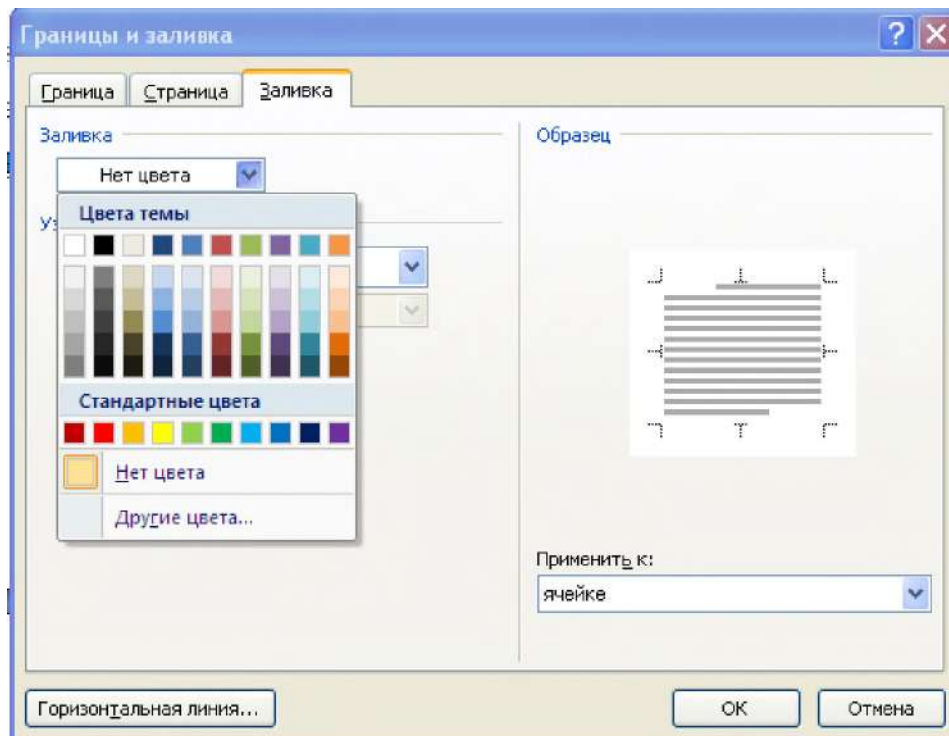 Границы и заливка
Граница
Страница
Заливка
Заливка
Нет цвета
Цвета темы
Стандартные цвета
Нет цвета
Другие цвета...
Образец
Применить к:
ячейке
Горизонтальная линия...
ОК
Отмена